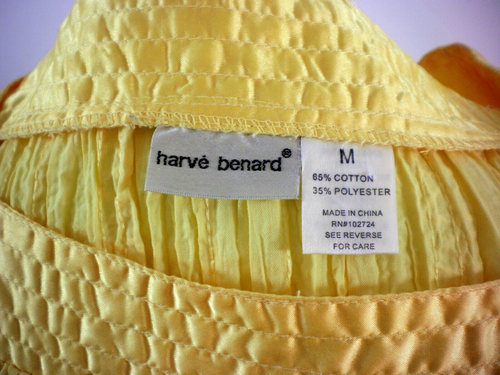 harvé benard®
M
65% COTTON
35% POLYESTER
MADE IN CHINA
RN#102724
SEE REVERSE
FOR CARE